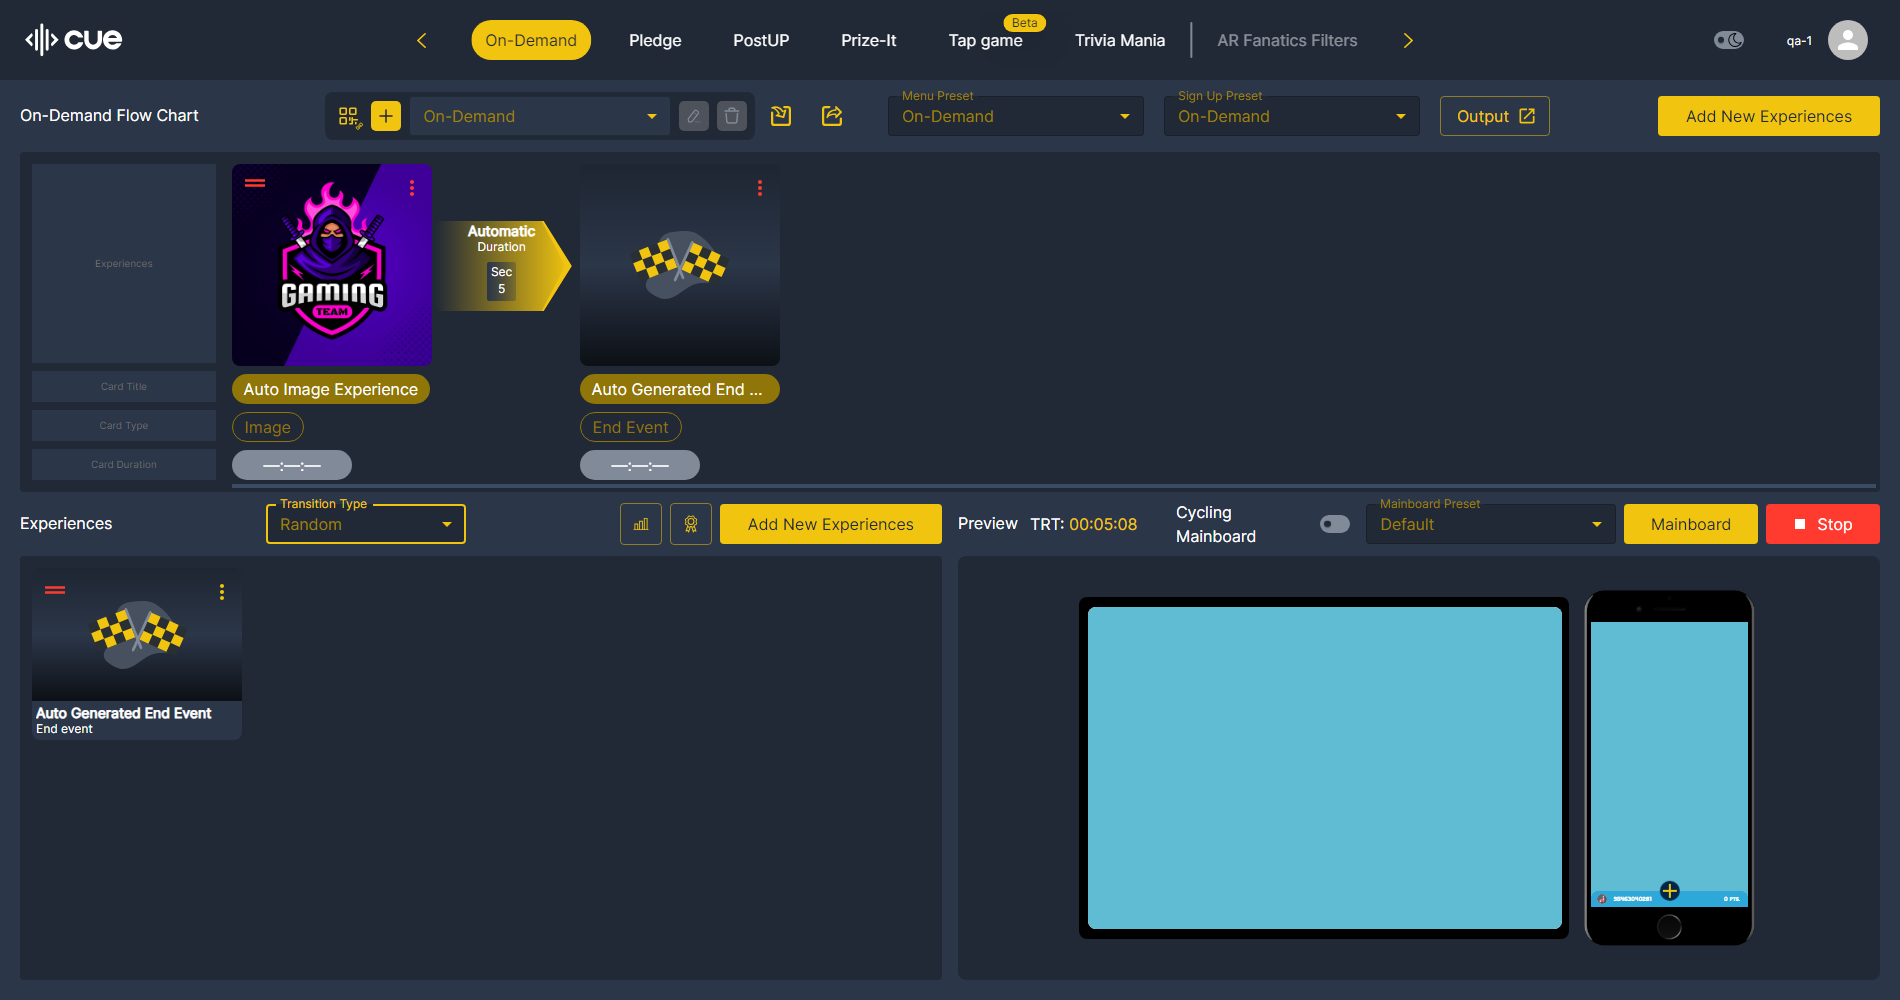 cue
On-Demand
Pledge
PostUP
Prize-It
Tap game
Beta
Trivia Mania
AR Fanatics Filters
qa-1
On-Demand Flow Chart
On-Demand
Menu Preset
On-Demand
Sign Up Preset
On-Demand
Output
Add New Experiences
Experiences
Card Title
Card Type
Card Duration
GAMING
TEAM
Automatic
Duration
Sec
5
Auto Image Experience
Auto Generated End ...
Image
End Event
—:—:—
—:—:—
Experiences
Transition Type
Random
Add New Experiences
Preview
TRT: 00:05:08
Cycling
Mainboard
Mainboard Preset
Default
Mainboard
Stop
Auto Generated End Event
End event
0 PTS.